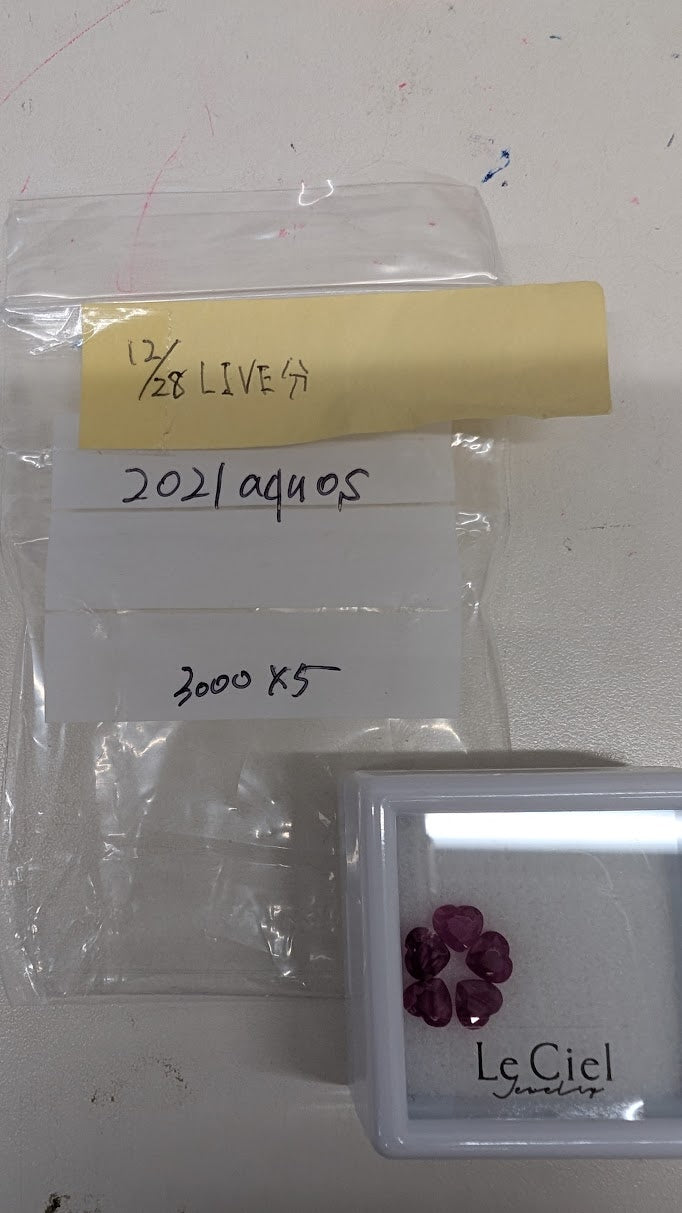 12/28 LIVE分
2021 aquos
3000×5
Le Ciel
Jewelry